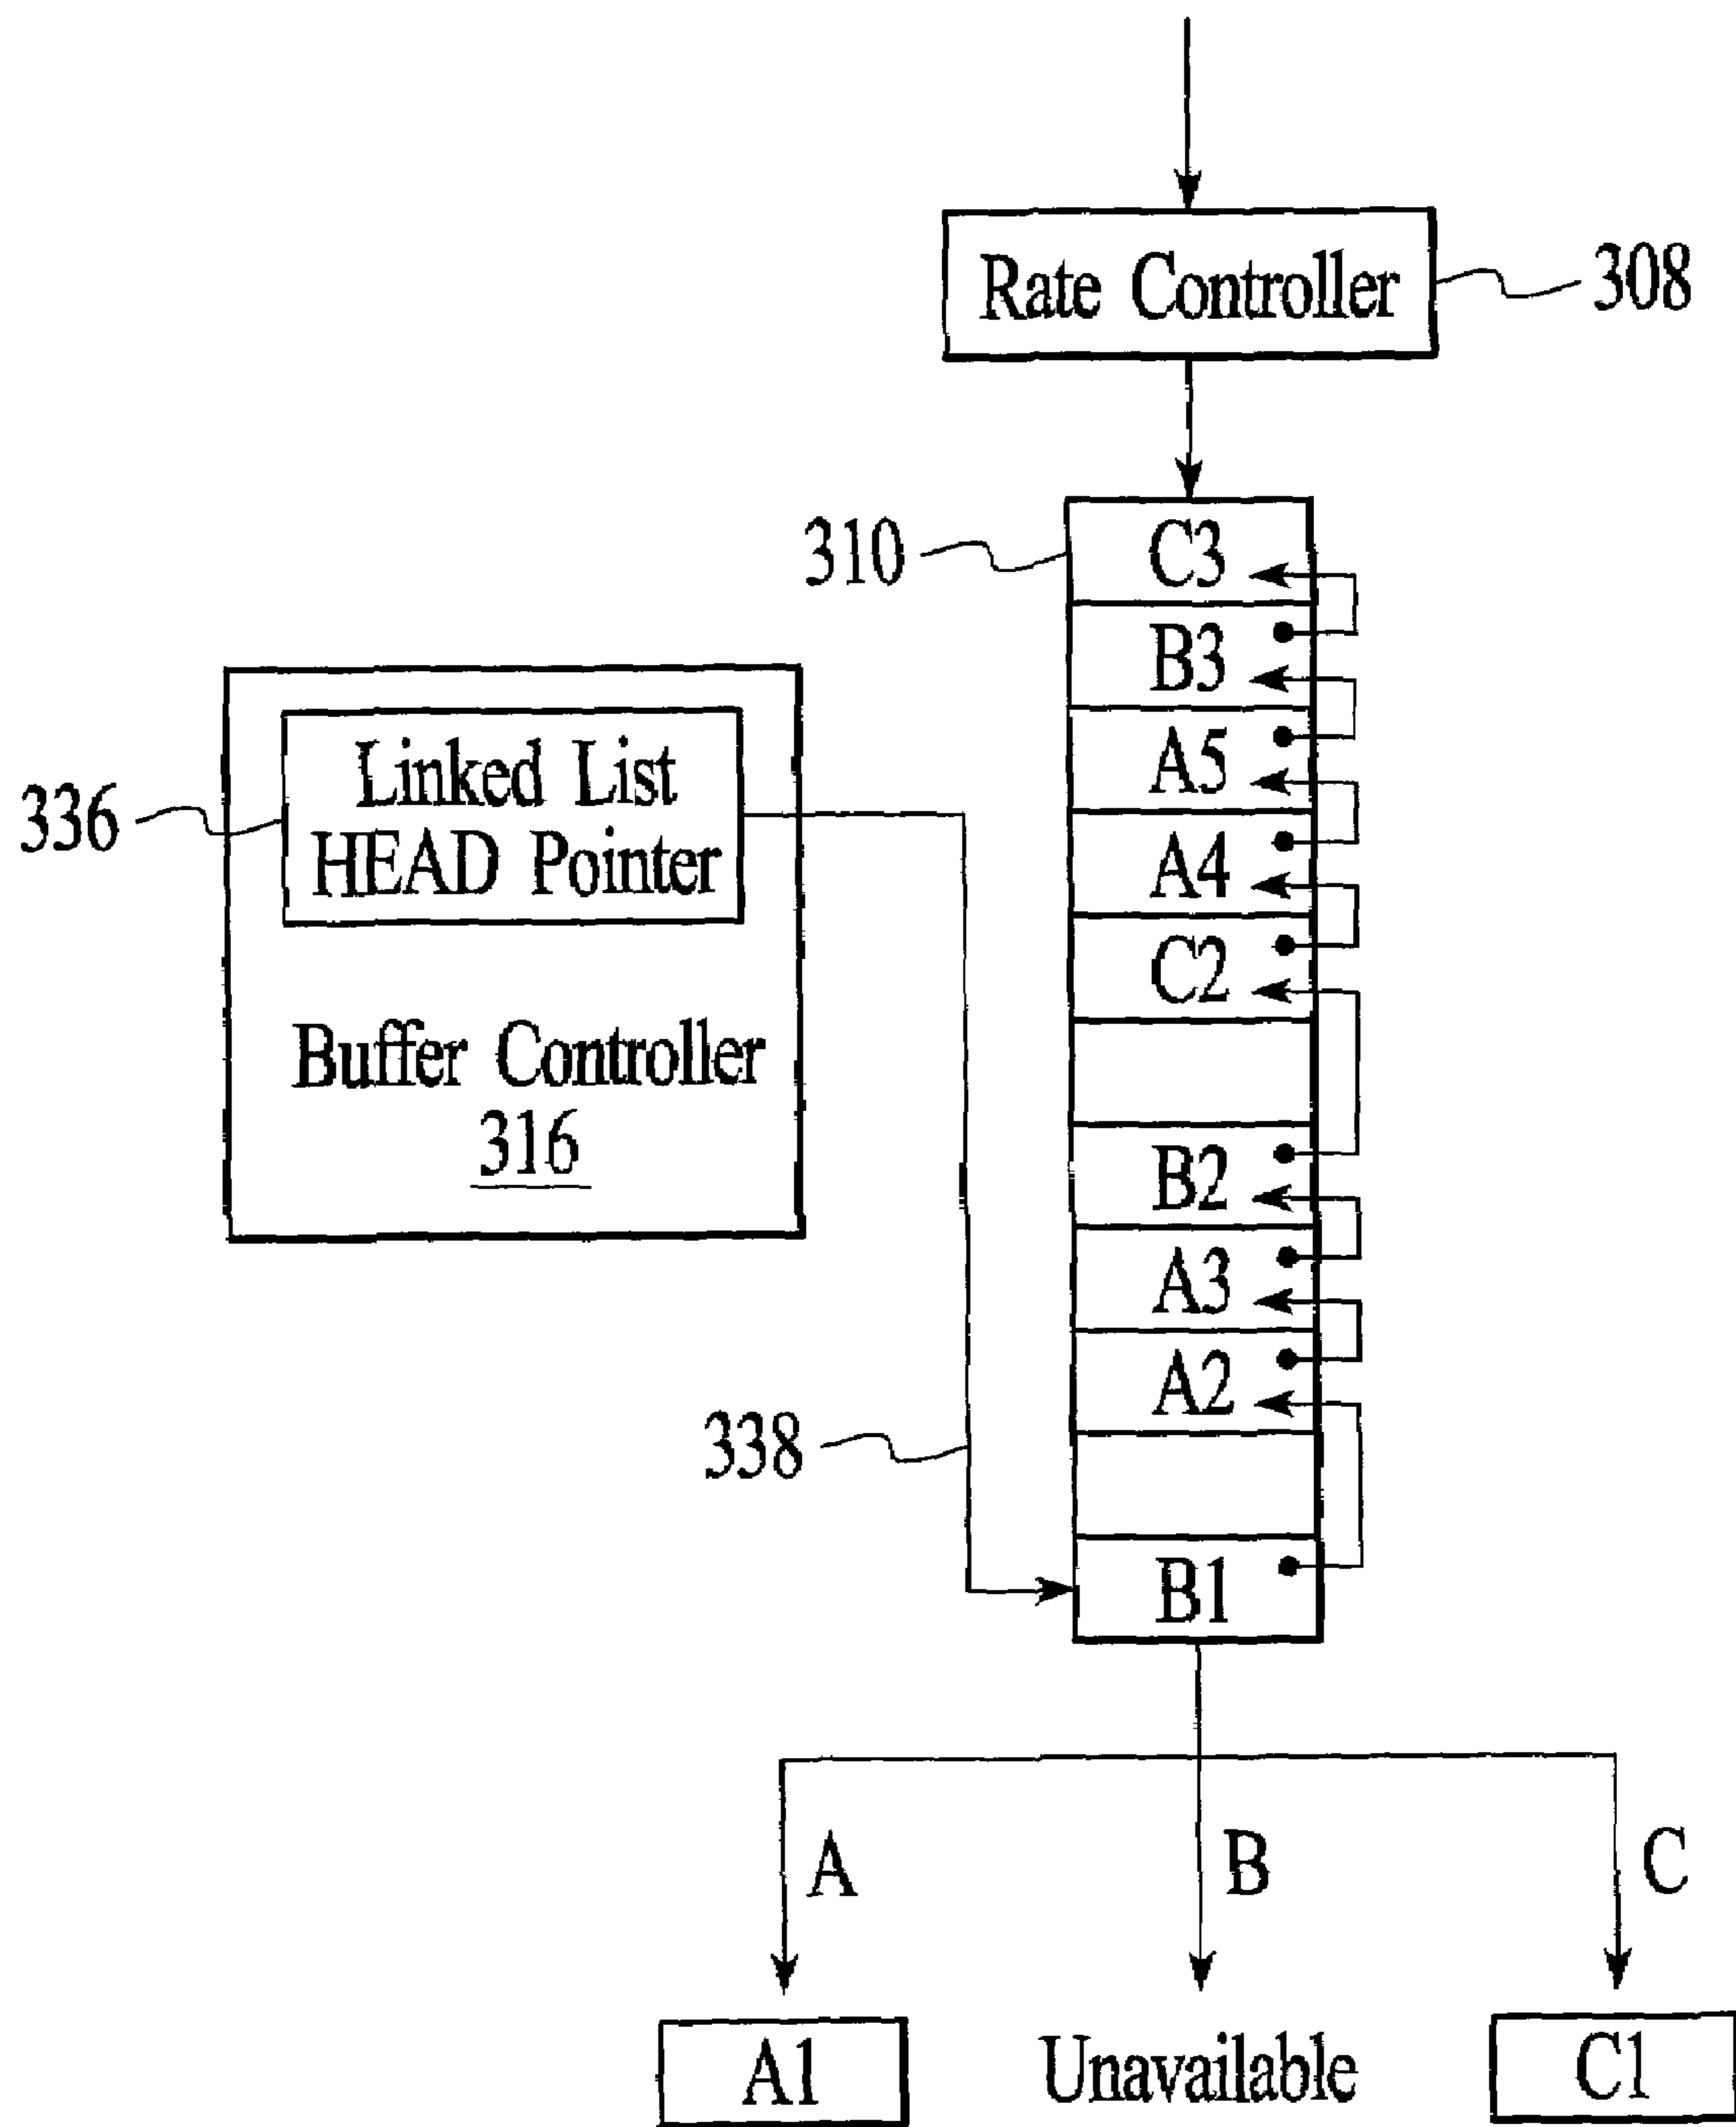 Rate Controller
308
310
C3
B3
A5
A4
C2
B2
A3
A2
B1
336
Linked List
HEAD Pointer
Buffer Controller
316
338
A
B
C
A1
Unavailable
C1